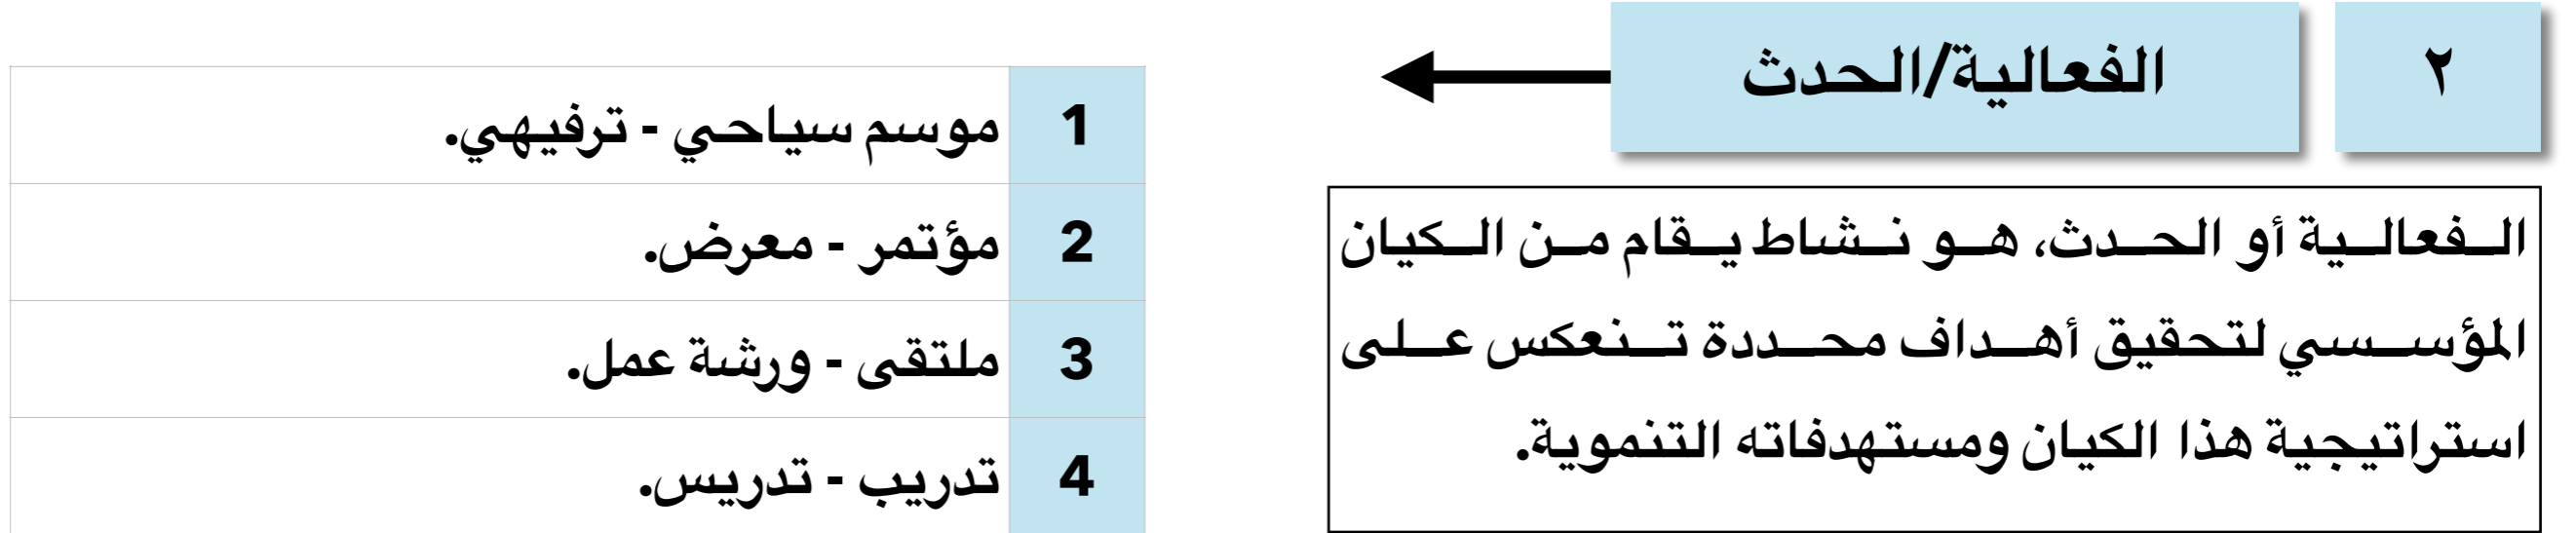 ٢
الفعالية/الحدث
الفعالية أو الحدث، هو نشاط يقام من الكيان
المؤسسي لتحقيق أهداف محددة تنعكس على
استراتيجية هذا الكيان ومستهدفاته التنموية.
1 موسم سياحي - ترفيهي.
2 مؤتمر - معرض.
3 ملتقى - ورشة عمل.
4 تدريب - تدريس.